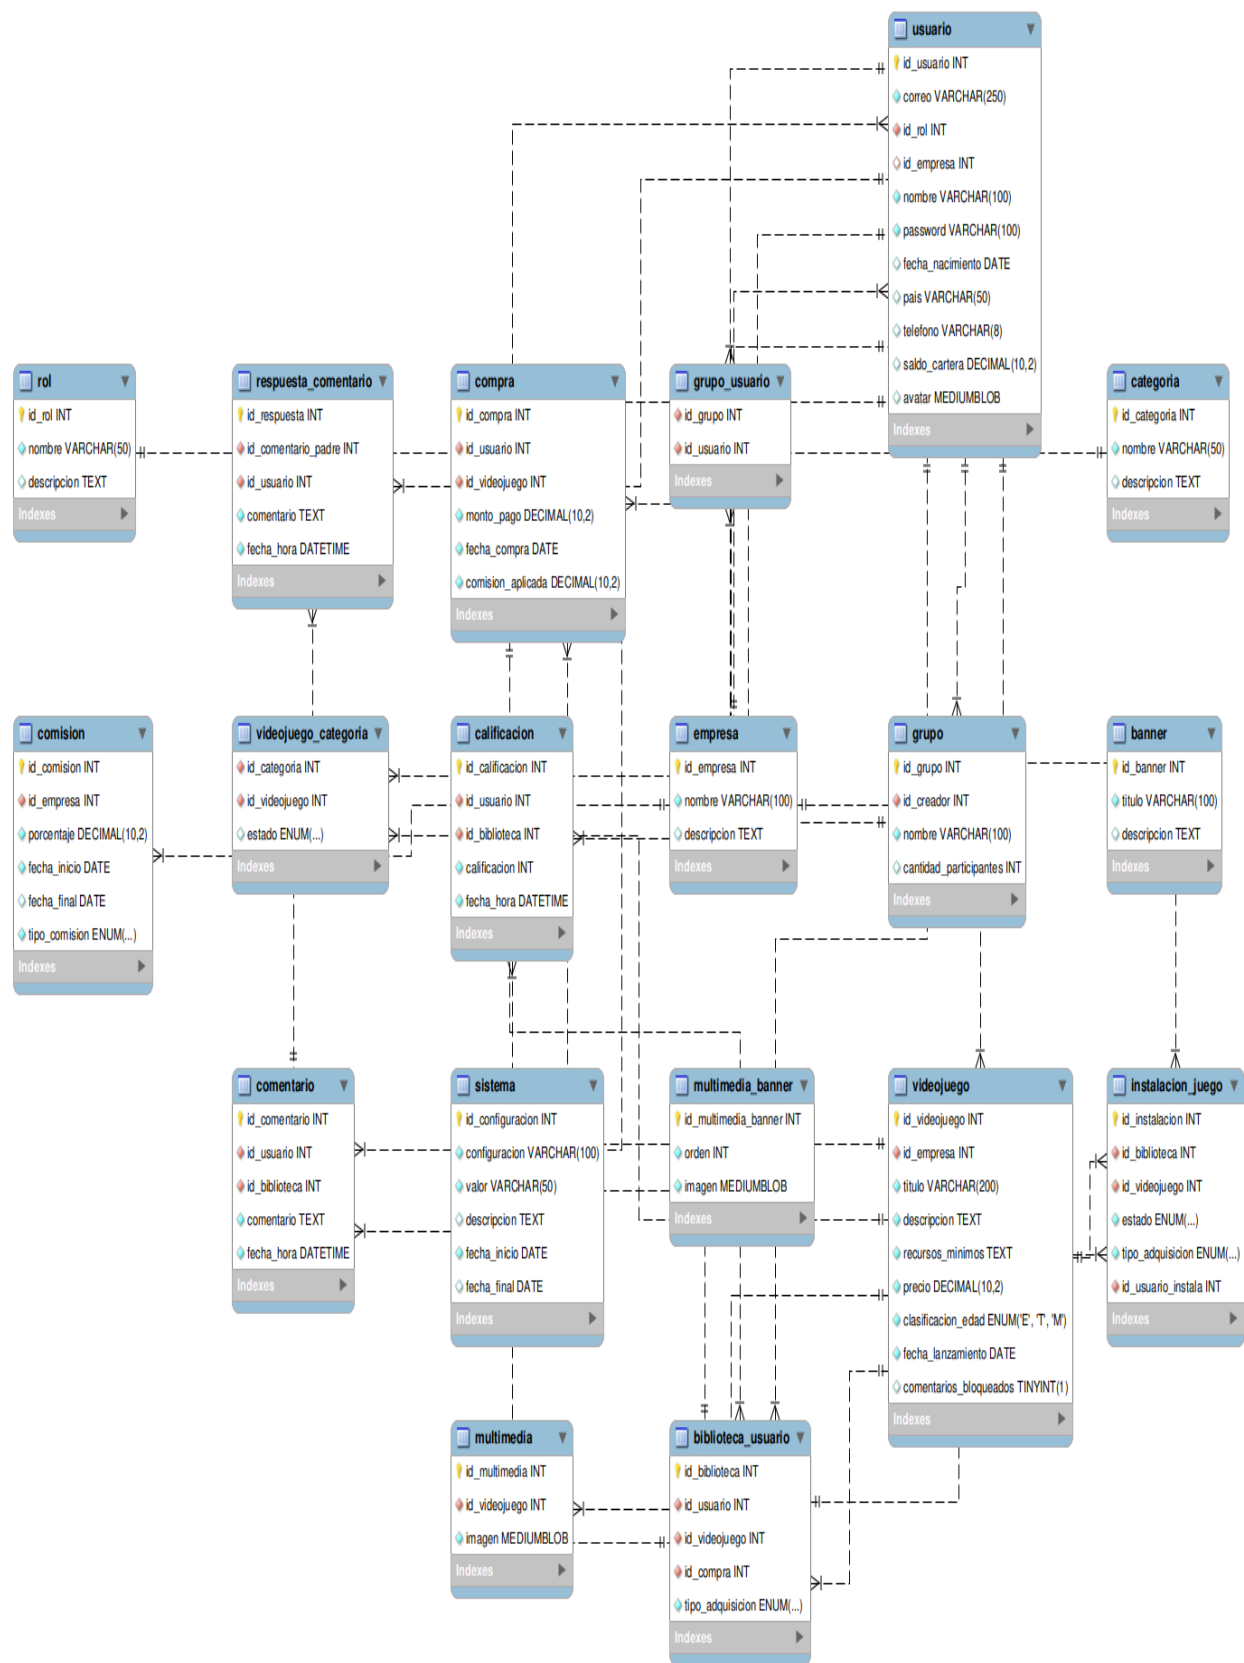 usuario
id_usuario INT
correo VARCHAR(250)
id_rol INT
id_empresa INT
nombre VARCHAR(100)
password VARCHAR(100)
fecha_nacimiento DATE
pais VARCHAR(50)
telefono VARCHAR(8)
saldo_cartera DECIMAL(10,2)
avatar MEDIUMBLOB
Indexes
rol
id_rol INT
nombre VARCHAR(50)
descripcion TEXT
Indexes
respuesta_comentario
id_respuesta INT
id_comentario_padre INT
id_usuario INT
comentario TEXT
fecha_hora DATETIME
Indexes
compra
id_compra INT
id_usuario INT
id_videojuego INT
monto_pago DECIMAL(10,2)
fecha_compra DATE
comision_aplicada DECIMAL(10,2)
Indexes
grupo_usuario
id_grupo INT
id_usuario INT
Indexes
categoria
id_categoria INT
nombre VARCHAR(50)
descripcion TEXT
Indexes
comision
id_comision INT
id_empresa INT
porcentaje DECIMAL(10,2)
fecha_inicio DATE
fecha_final DATE
tipo_comision ENUM(...)
Indexes
videojuego_categoria
id_categoria INT
id_videojuego INT
estado ENUM(...)
Indexes
calificacion
id_calificacion INT
id_usuario INT
id_biblioteca INT
calificacion INT
fecha_hora DATETIME
Indexes
empresa
id_empresa INT
nombre VARCHAR(100)
descripcion TEXT
Indexes
grupo
id_grupo INT
id_creador INT
nombre VARCHAR(100)
cantidad_participantes INT
Indexes
banner
id_banner INT
titulo VARCHAR(100)
descripcion TEXT
Indexes
comentario
id_comentario INT
id_usuario INT
id_biblioteca INT
comentario TEXT
fecha_hora DATETIME
Indexes
sistema
id_configuracion INT
configuracion VARCHAR(100)
valor VARCHAR(50)
descripcion TEXT
fecha_inicio DATE
fecha_final DATE
Indexes
multimedia_banner
id_multimedia_banner INT
orden INT
imagen MEDIUMBLOB
Indexes
videojuego
id_videojuego INT
id_empresa INT
titulo VARCHAR(200)
descripcion TEXT
recursos_minimos TEXT
precio DECIMAL(10,2)
clasificacion_edad ENUM('E', 'T', 'M')
fecha_lanzamiento DATE
comentarios_bloqueados TINYINT(1)
Indexes
instalacion_juego
id_instalacion INT
id_biblioteca INT
id_videojuego INT
estado ENUM(...)
tipo_adquisicion ENUM(...)
id_usuario_instala INT
Indexes
multimedia
id_multimedia INT
id_videojuego INT
imagen MEDIUMBLOB
Indexes
biblioteca_usuario
id_biblioteca INT
id_usuario INT
id_videojuego INT
id_compra INT
tipo_adquisicion ENUM(...)
Indexes